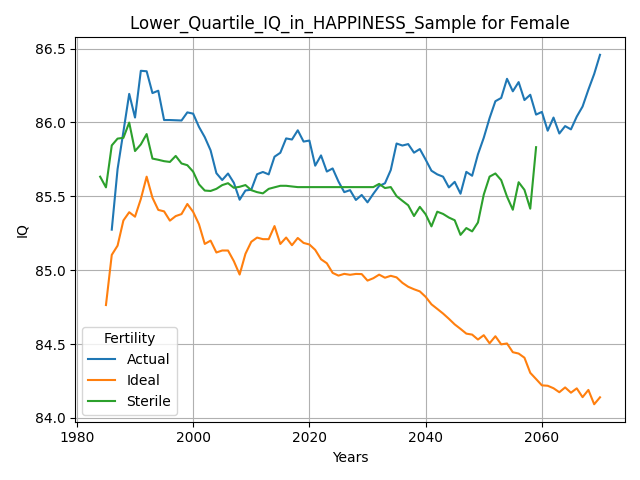 Lower_Quartile_IQ_in_HAPPINESS_Sample for Female
86.5
86.0
85.5
85.0
84.5
84.0
IQ
Fertility
Actual
Ideal
Sterile
1980
2000
2020
2040
2060
Years